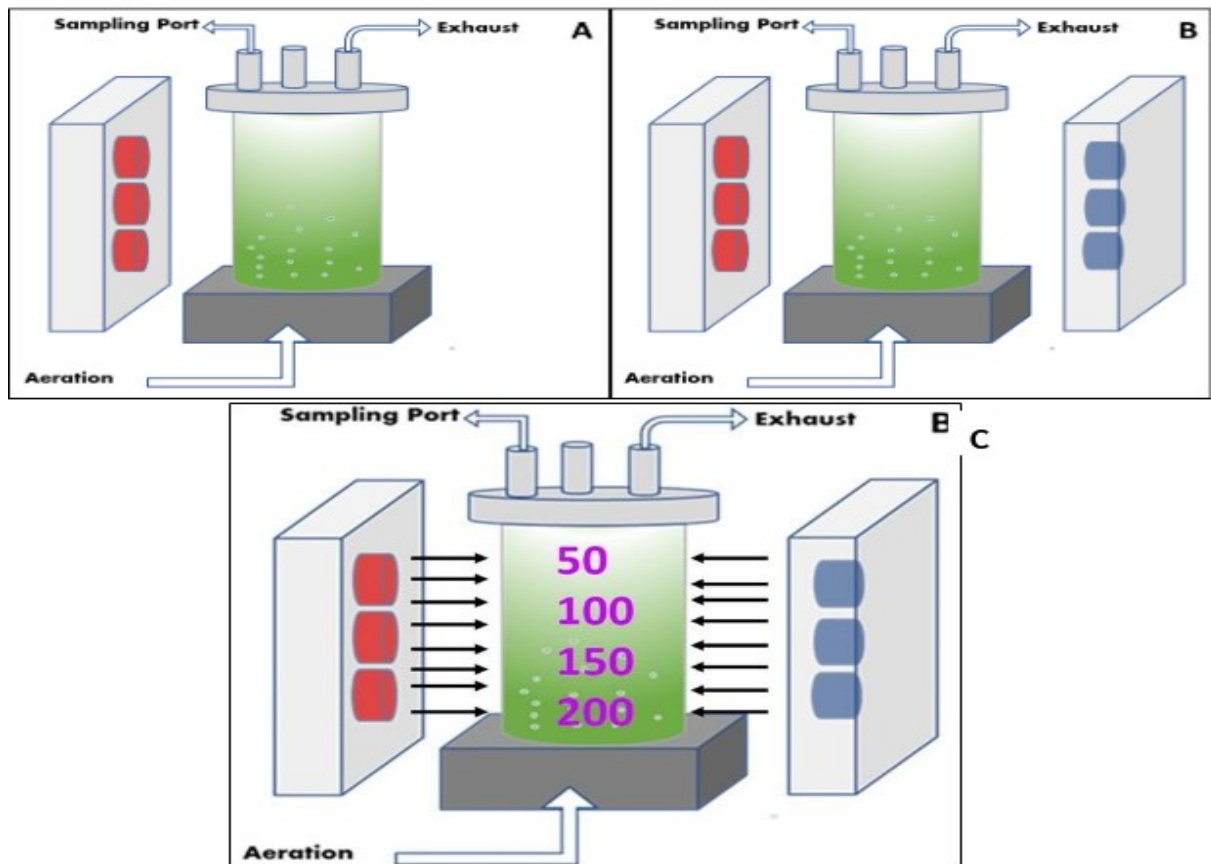 Sampling Port Exhaust A
Aeration
Sampling Port Exhaust B
Aeration
Sampling Port Exhaust B C
50
100
150
200
Aeration